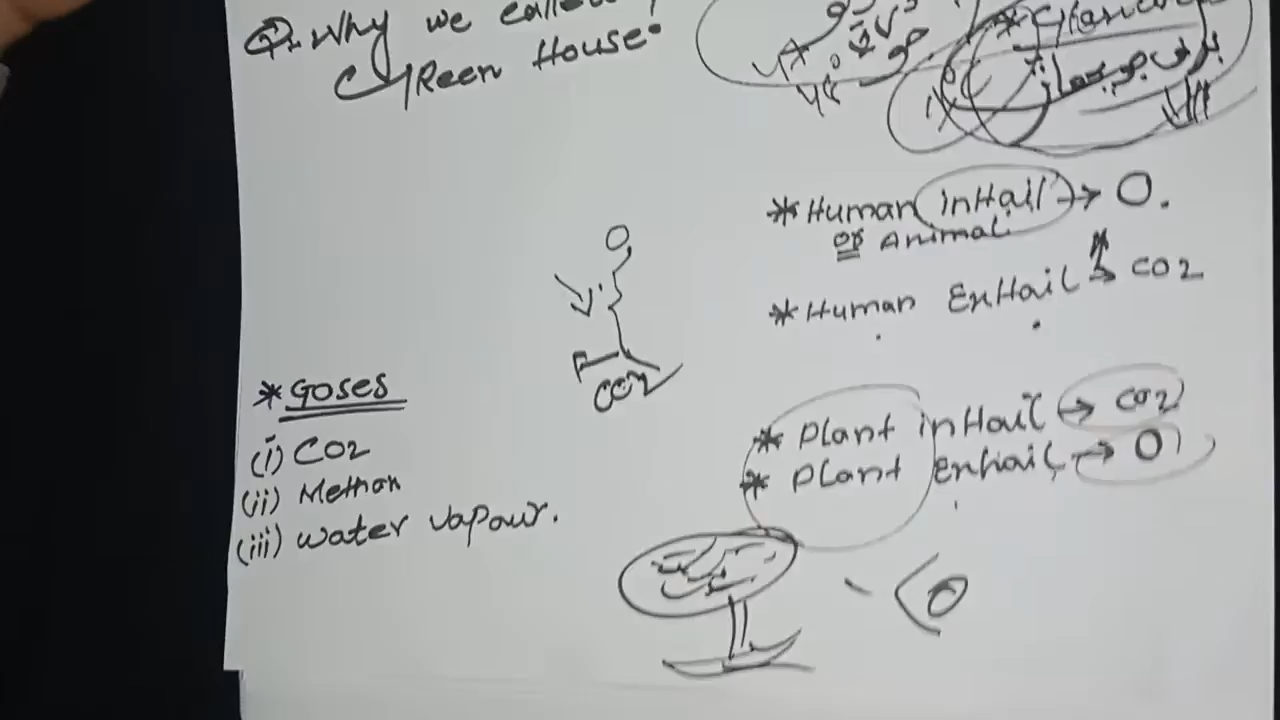 Q. Why we called
Green House.
* Human inHail → O.
or Animal
* Human ExHail → CO2
CO2
* Goses
(i) CO2
(ii) Methan
(iii) water vapour.
* Plant inHail → CO2
* Plant exhail → O